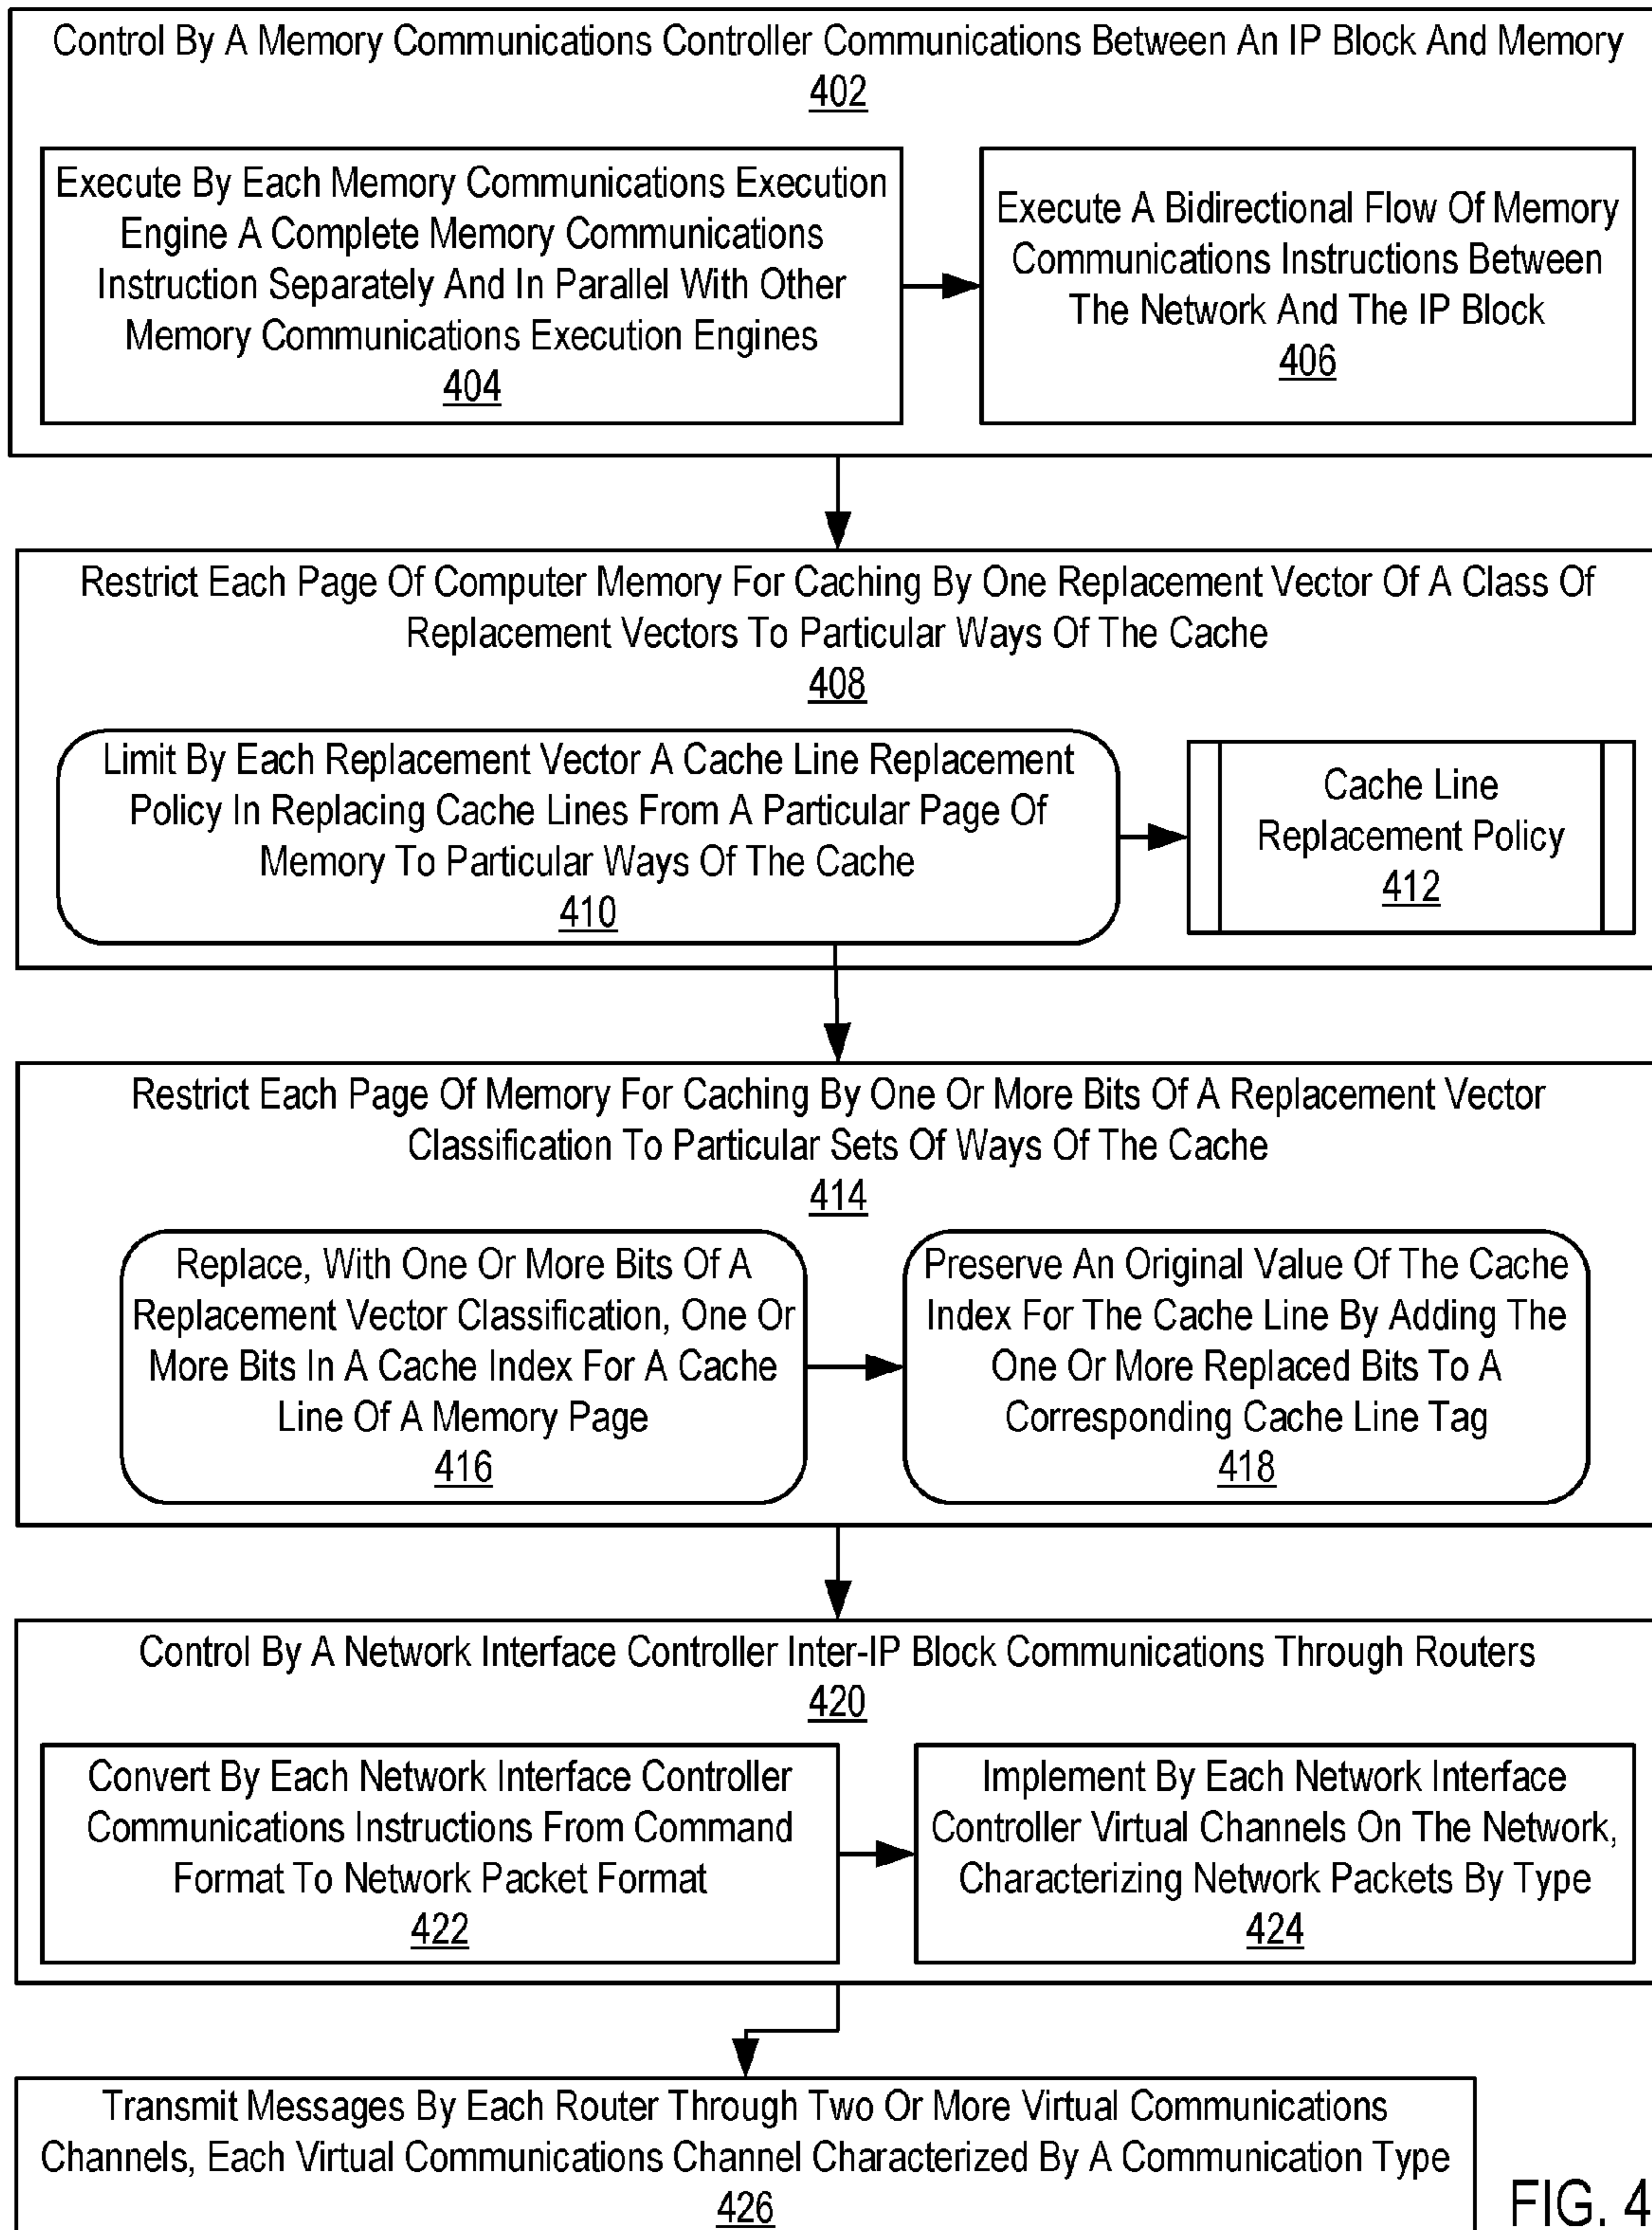 Control By A Memory Communications Controller Communications Between An IP Block And Memory
402
Execute By Each Memory Communications Execution
Engine A Complete Memory Communications
Instruction Separately And In Parallel With Other
Memory Communications Execution Engines
404
Execute A Bidirectional Flow Of Memory
Communications Instructions Between
The Network And The IP Block
406
Restrict Each Page Of Computer Memory For Caching By One Replacement Vector Of A Class Of
Replacement Vectors To Particular Ways Of The Cache
408
Limit By Each Replacement Vector A Cache Line Replacement
Policy In Replacing Cache Lines From A Particular Page Of
Memory To Particular Ways Of The Cache
410
Cache Line
Replacement Policy
412
Restrict Each Page Of Memory For Caching By One Or More Bits Of A Replacement Vector
Classification To Particular Sets Of Ways Of The Cache
414
Replace, With One Or More Bits Of A
Replacement Vector Classification, One Or
More Bits In A Cache Index For A Cache
Line Of A Memory Page
416
Preserve An Original Value Of The Cache
Index For The Cache Line By Adding The
One Or More Replaced Bits To A
Corresponding Cache Line Tag
418
Control By A Network Interface Controller Inter-IP Block Communications Through Routers
420
Convert By Each Network Interface Controller
Communications Instructions From Command
Format To Network Packet Format
422
Implement By Each Network Interface
Controller Virtual Channels On The Network,
Characterizing Network Packets By Type
424
Transmit Messages By Each Router Through Two Or More Virtual Communications
Channels, Each Virtual Communications Channel Characterized By A Communication Type
426
FIG. 4